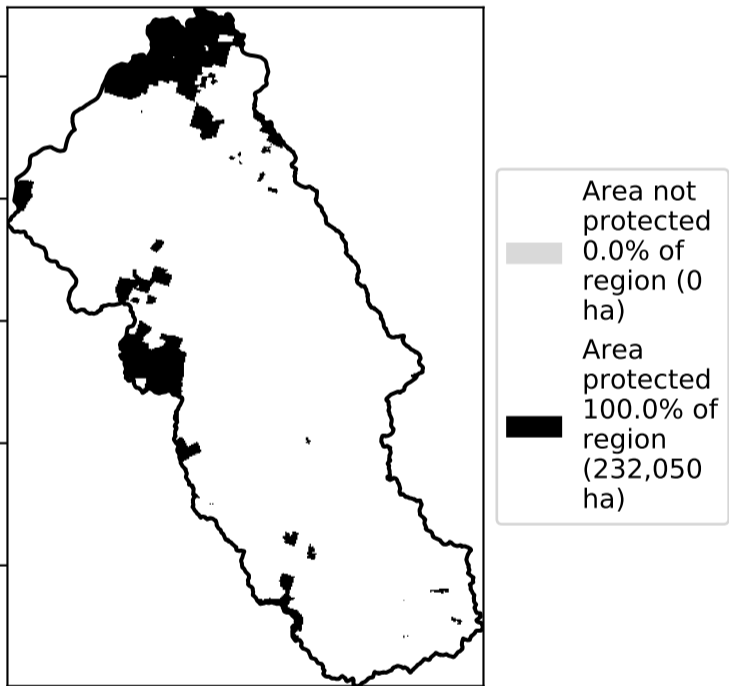 Area not
protected
0.0% of
region (0
ha)
Area
protected
100.0% of
region
(232,050
ha)